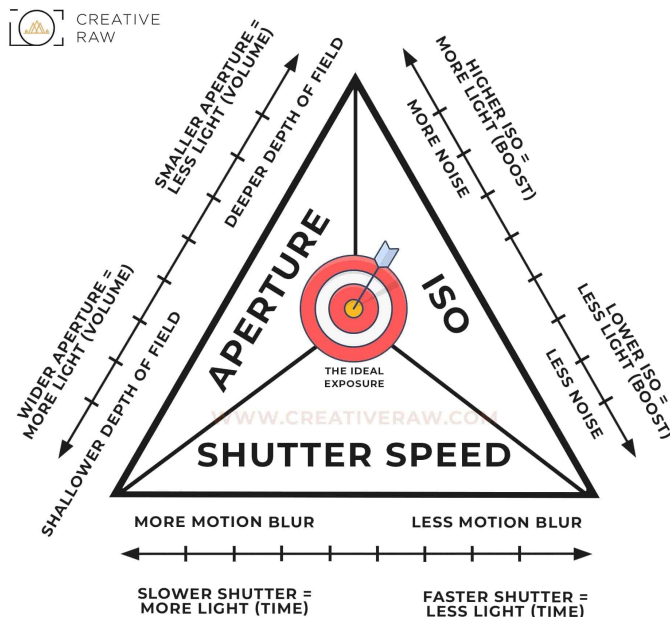 CREATIVE
RAW
SMALLER APERTURE =
LESS LIGHT (VOLUME)
DEEPER DEPTH OF FIELD
HIGHER ISO =
MORE LIGHT (BOOST)
MORE NOISE
WIDER APERTURE =
MORE LIGHT (VOLUME)
SHALLOWER DEPTH OF FIELD
LOWER ISO =
LESS LIGHT (BOOST)
LESS NOISE
APERTURE
ISO
THE IDEAL
EXPOSURE
WWW.CREATIVERAW.COM
SHUTTER SPEED
MORE MOTION BLUR
LESS MOTION BLUR
SLOWER SHUTTER =
MORE LIGHT (TIME)
FASTER SHUTTER =
LESS LIGHT (TIME)